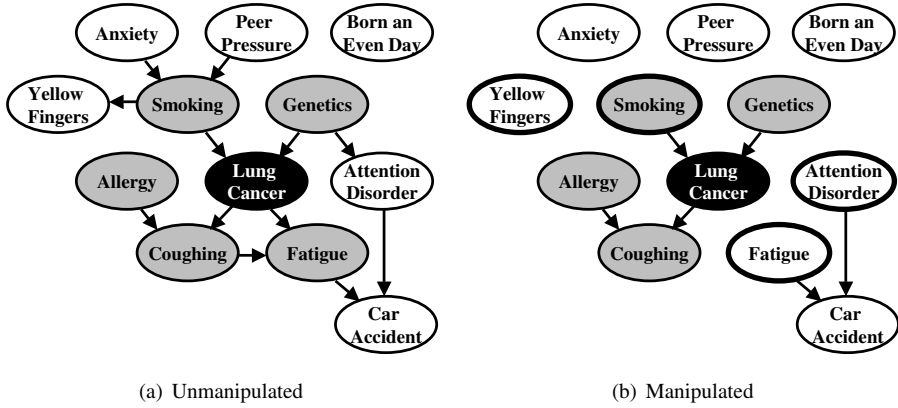 Anxiety
Peer
Pressure
Born an
Even Day
Yellow
Fingers
Smoking
Genetics
Allergy
Lung
Cancer
Attention
Disorder
Coughing
Fatigue
Car
Accident
(a) Unmanipulated
Anxiety
Peer
Pressure
Born an
Even Day
Yellow
Fingers
Smoking
Genetics
Allergy
Lung
Cancer
Attention
Disorder
Coughing
Fatigue
Car
Accident
(b) Manipulated